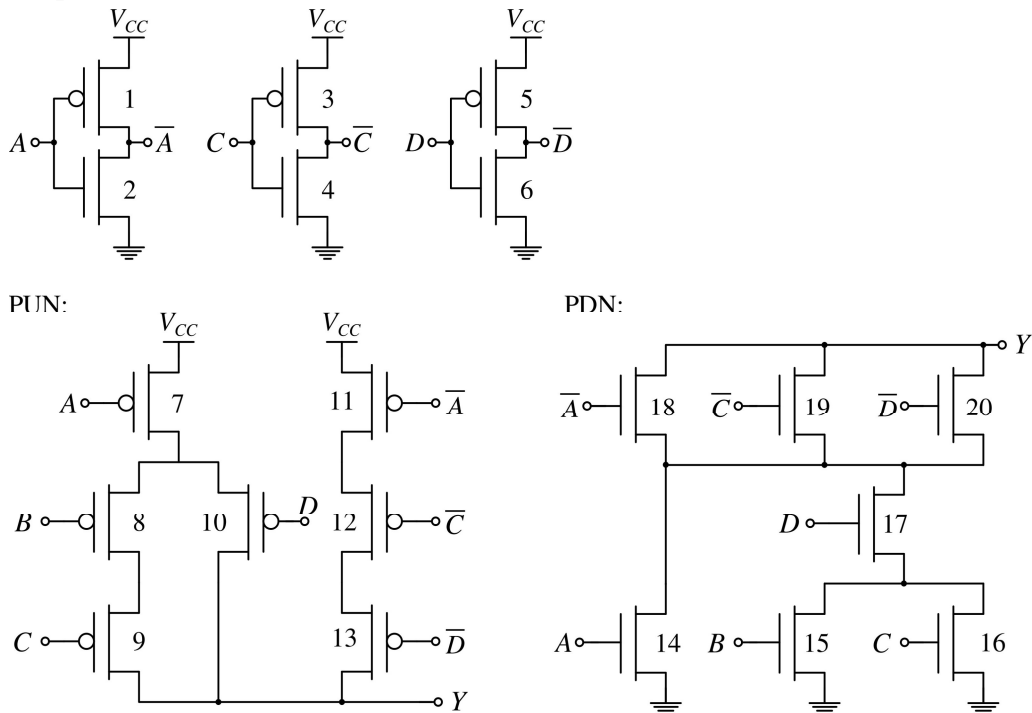 V_CC V_CC V_CC
1 3 5
A A̅ C C̅ D D̅
2 4 6
PUN: PDN:
V_CC V_CC
Y
A 7 11 A̅
A̅ 18 C̅ 19 D̅ 20
B 8 10 D 12 C̅
D 17
C 9 13 D̅
A 14 B 15 C 16
Y